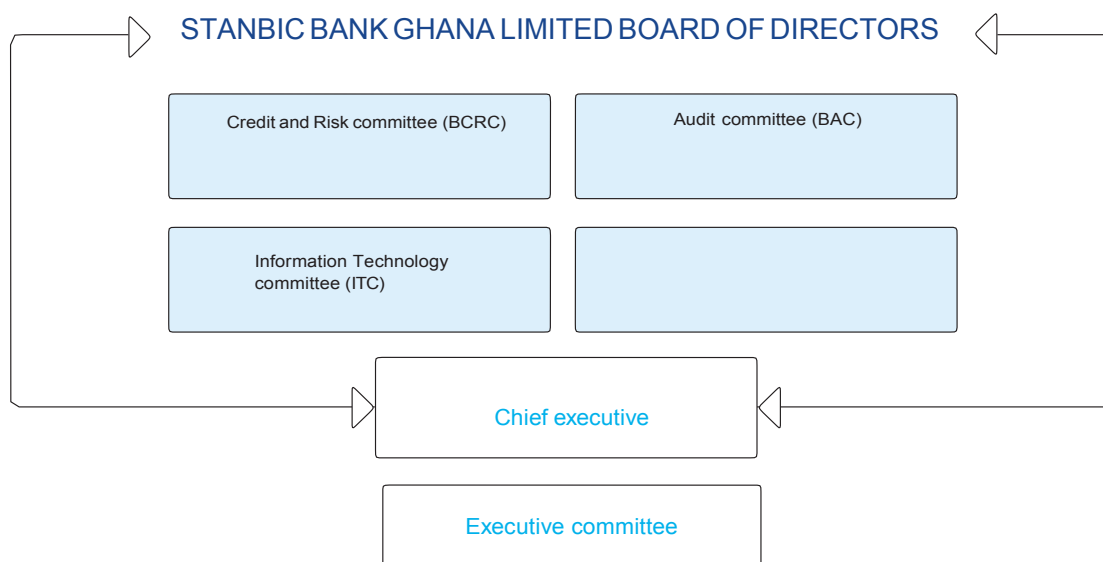 STANBIC BANK GHANA LIMITED BOARD OF DIRECTORS
Credit and Risk committee (BCRC)
Audit committee (BAC)
Information Technology
committee (ITC)
Chief executive
Executive committee